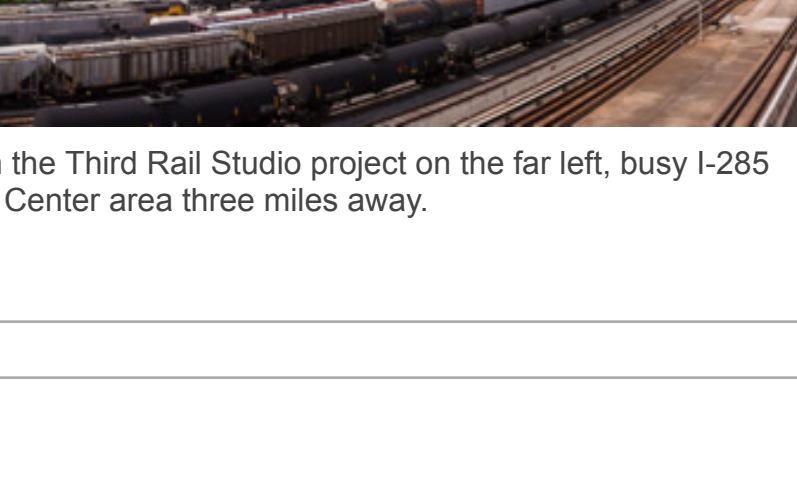 the Third Rail Studio project on the far left, busy I-285
Center area three miles away.